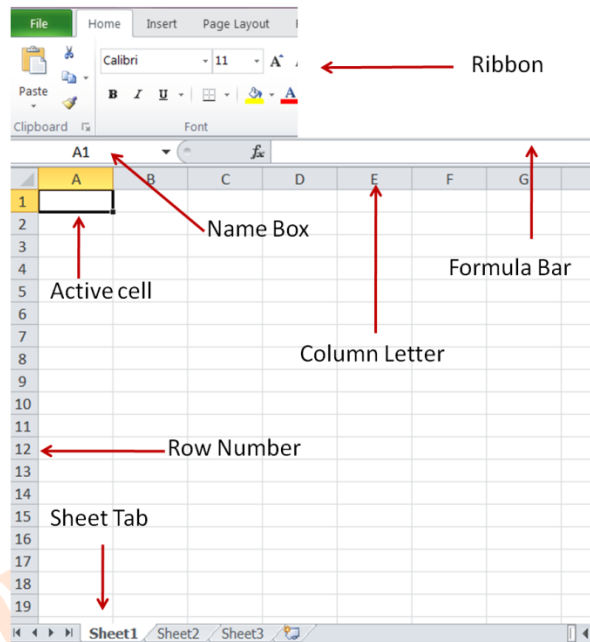 File Home Insert Page Layout
Calibri 11 A
Ribbon
Paste B I U A
Clipboard Font
A1 fx
A B C D E F G
1
2 Name Box
3
4 Formula Bar
5 Active cell
6
7
8 Column Letter
9
10
11
12 Row Number
13
14
15 Sheet Tab
16
17
18
19
Sheet1 Sheet2 Sheet3